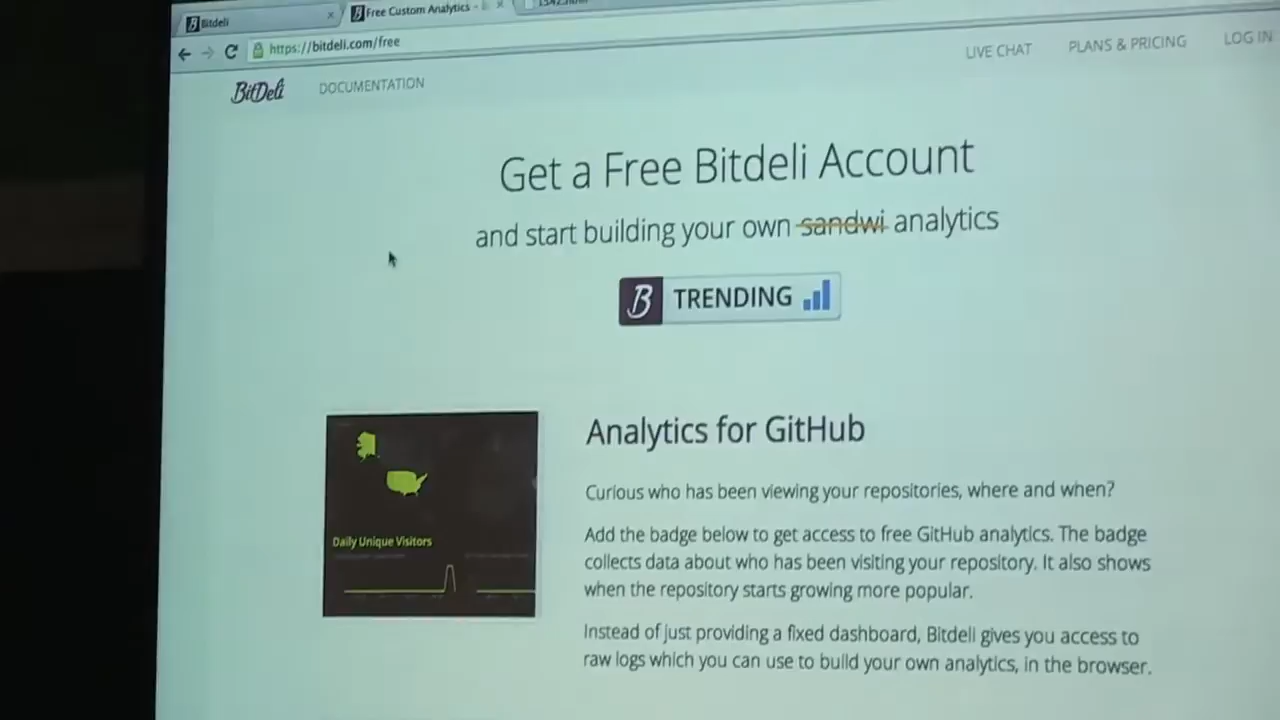 Bitdeli
Free Custom Analytics -
https://bitdeli.com/free
LIVE CHAT PLANS & PRICING LOG IN
BitDeli DOCUMENTATION
Get a Free Bitdeli Account
and start building your own sandwi analytics
B TRENDING
Analytics for GitHub
Curious who has been viewing your repositories, where and when?
Add the badge below to get access to free GitHub analytics. The badge
collects data about who has been visiting your repository. It also shows
when the repository starts growing more popular.
Daily Unique Visitors
Instead of just providing a fixed dashboard, Bitdeli gives you access to
raw logs which you can use to build your own analytics, in the browser.